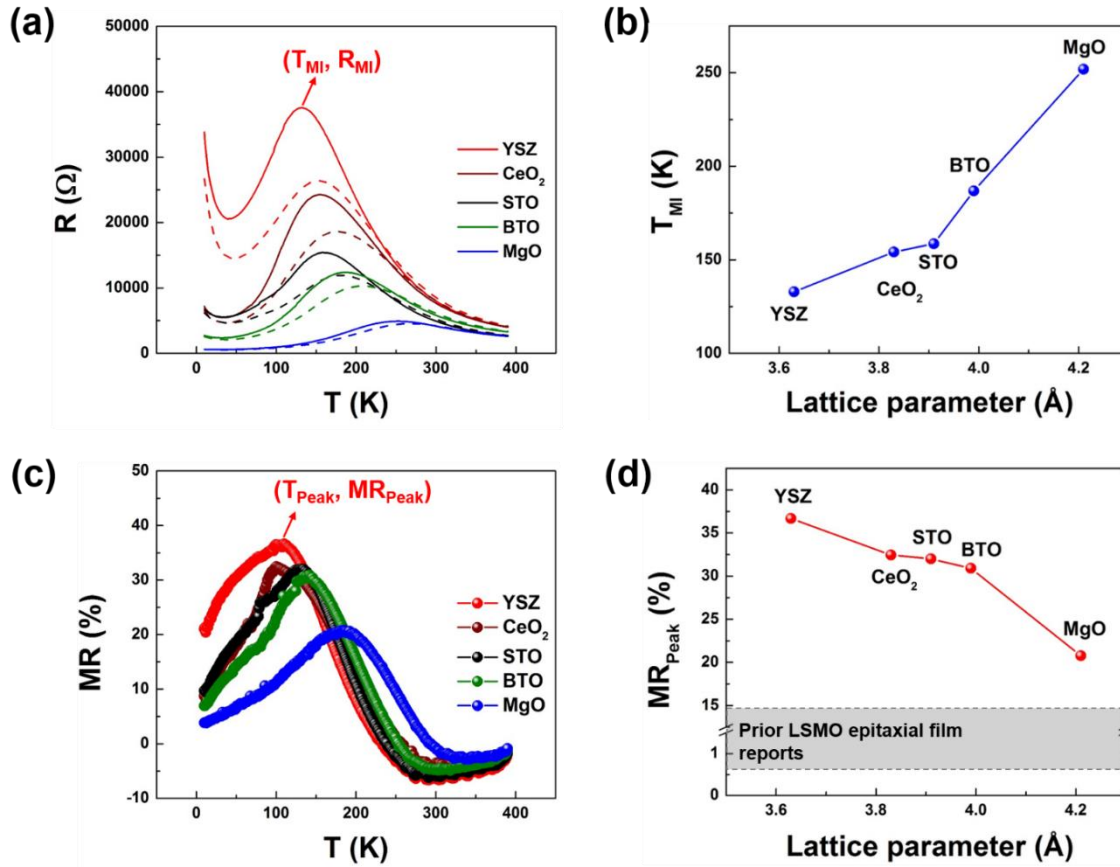 (a)
50000
40000
30000
20000
10000
0
R (Ω)
(T_MI, R_MI)
YSZ
CeO₂
STO
BTO
MgO
0 100 200 300 400
T (K)
(b)
250
200
150
100
T_MI (K)
MgO
BTO
STO
CeO₂
YSZ
3.6 3.8 4.0 4.2
Lattice parameter (Å)
(c)
50
40
30
20
10
0
-10
MR (%)
(T_Peak, MR_Peak)
YSZ
CeO₂
STO
BTO
MgO
0 100 200 300 400
T (K)
(d)
40
35
30
25
20
15
1
0
MR_Peak (%)
YSZ
STO
BTO
CeO₂
MgO
Prior LSMO epitaxial film
reports
3.6 3.8 4.0 4.2
Lattice parameter (Å)